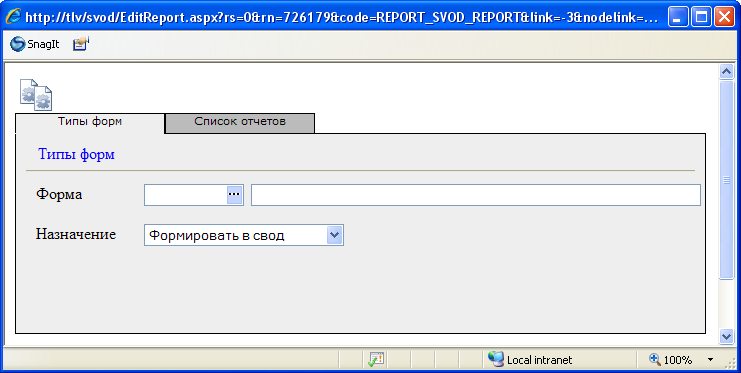 http://tlv/svod/EditReport.aspx?rs=0&rn=726179&code=REPORT_SVOD_REPORT&link=-3&nodelink=...
SnagIt
Типы форм Список отчетов
Типы форм
Форма ...
Назначение Формировать в свод
Local intranet 100%